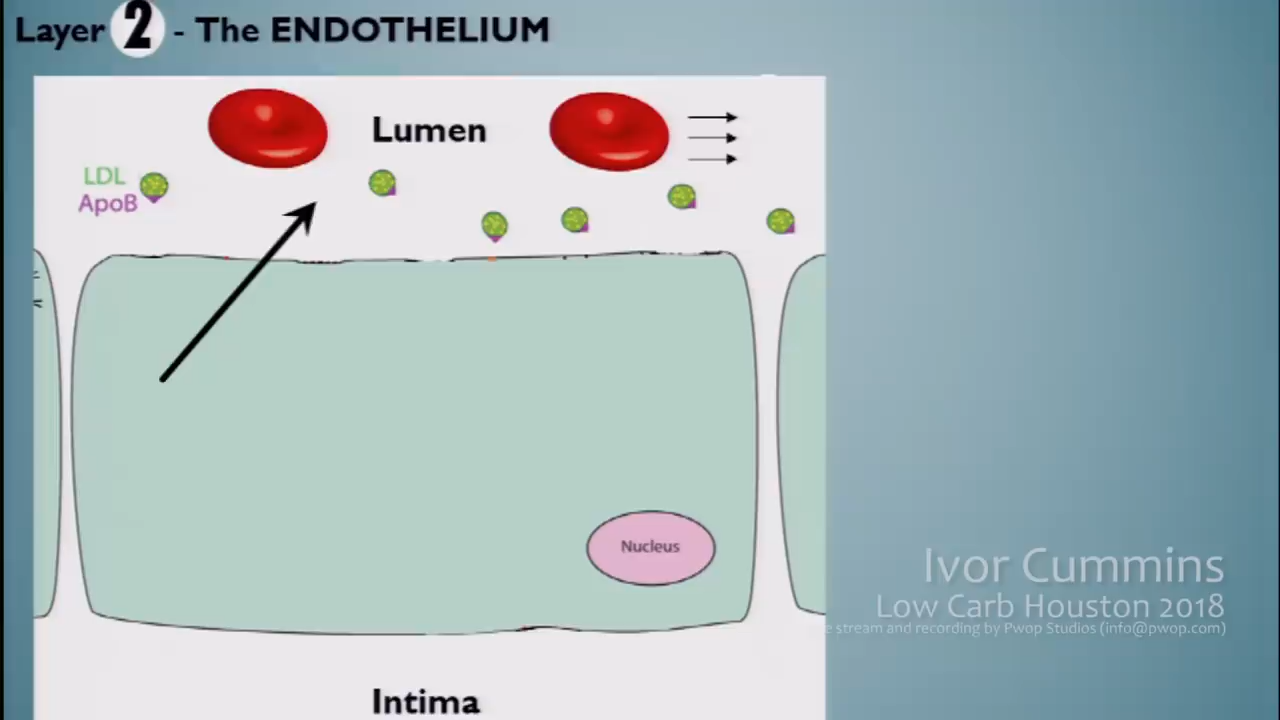 Layer 2 - The ENDOTHELIUM
Lumen
LDL
ApoB
Nucleus
Intima
Ivor Cummins
Low Carb Houston 2018
e stream and recording by Pwop Studios (info@pwop.com)